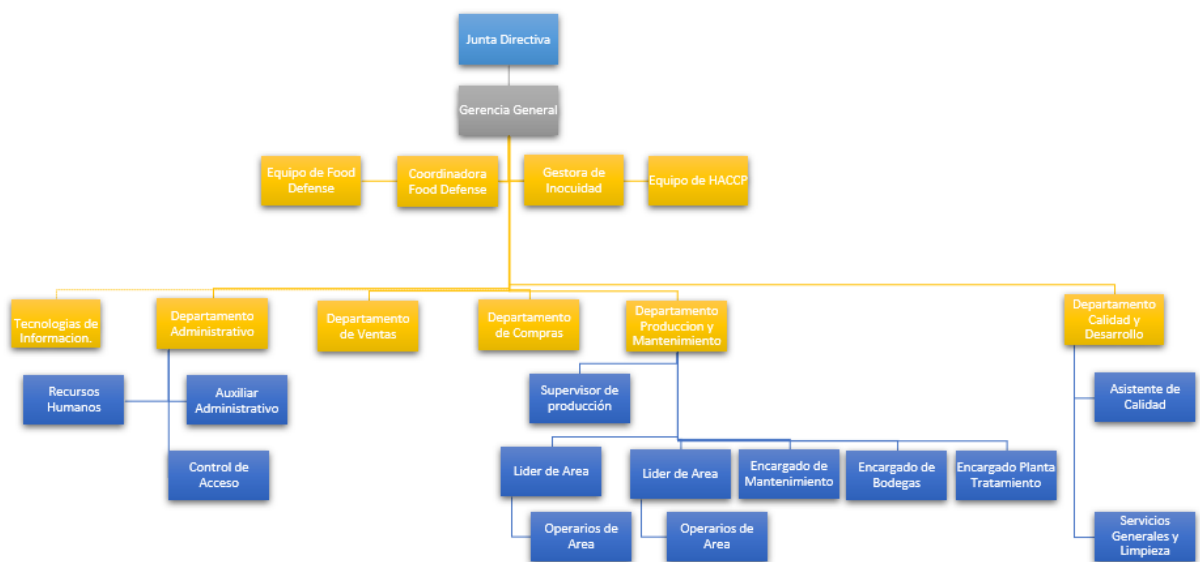 Junta Directiva
Gerencia General
Equipo de Food
Defense
Coordinadora
Food Defense
Gestora de
Inocuidad
Equipo de HACCP
Tecnologias de
Informacion.
Departamento
Administrativo
Departamento
de Ventas
Departamento
de Compras
Departamento
Produccion y
Mantenimiento
Departamento
Calidad y
Desarrollo
Recursos
Humanos
Auxiliar
Administrativo
Control de
Acceso
Supervisor de
producción
Asistente de
Calidad
Lider de Area
Lider de Area
Encargado de
Mantenimiento
Encargado de
Bodegas
Encargado Planta
Tratamiento
Operarios de
Area
Operarios de
Area
Servicios
Generales y
Limpieza